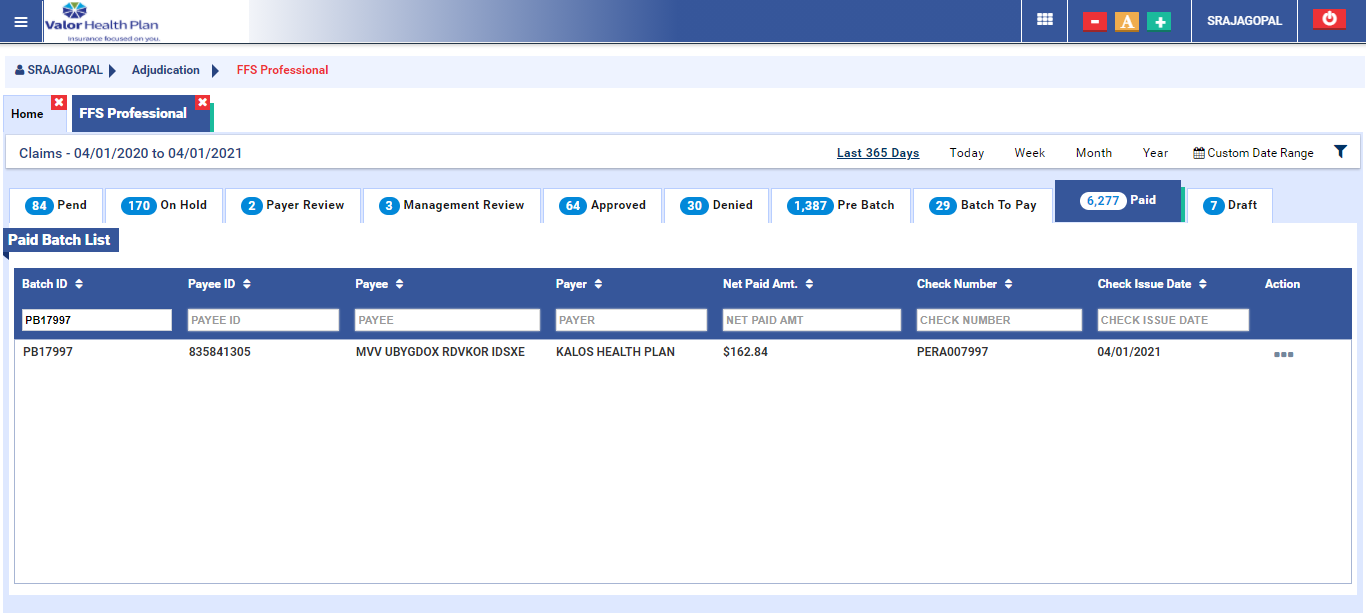 Valor Health Plan
Insurance focused on you.
A
SRAJAGOPAL
SRAJAGOPAL Adjudication FFS Professional
Home FFS Professional
Claims - 04/01/2020 to 04/01/2021 Last 365 Days Today Week Month Year Custom Date Range
84 Pend 170 On Hold 2 Payer Review 3 Management Review 64 Approved 30 Denied 1,387 Pre Batch 29 Batch To Pay 6,277 Paid 7 Draft
Paid Batch List
Batch ID Payee ID Payee Payer Net Paid Amt. Check Number Check Issue Date Action
PB17997 PAYEE ID PAYEE PAYER NET PAID AMT CHECK NUMBER CHECK ISSUE DATE
PB17997 835841305 MVV UBYGDOX RDVKOR IDSXE KALOS HEALTH PLAN $162.84 PERA007997 04/01/2021